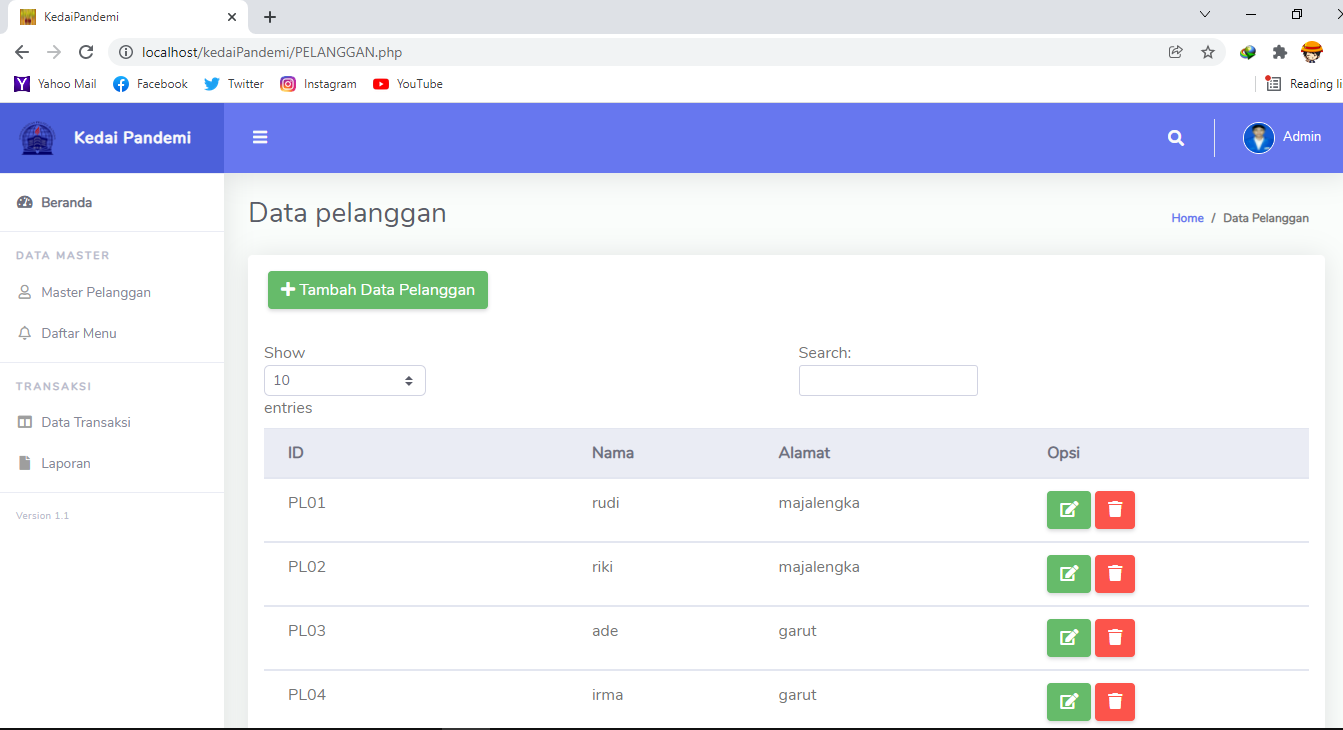 KedaiPandemi
localhost/kedaiPandemi/PELANGGAN.php
Yahoo Mail Facebook Twitter Instagram YouTube Reading li
Kedai Pandemi
Admin
Beranda
DATA MASTER
Master Pelanggan
Daftar Menu
TRANSAKSI
Data Transaksi
Laporan
Version 1.1
Data pelanggan
Home / Data Pelanggan
Tambah Data Pelanggan
Show
10
entries
Search:
ID Nama Alamat Opsi
PL01 rudi majalengka
PL02 riki majalengka
PL03 ade garut
PL04 irma garut